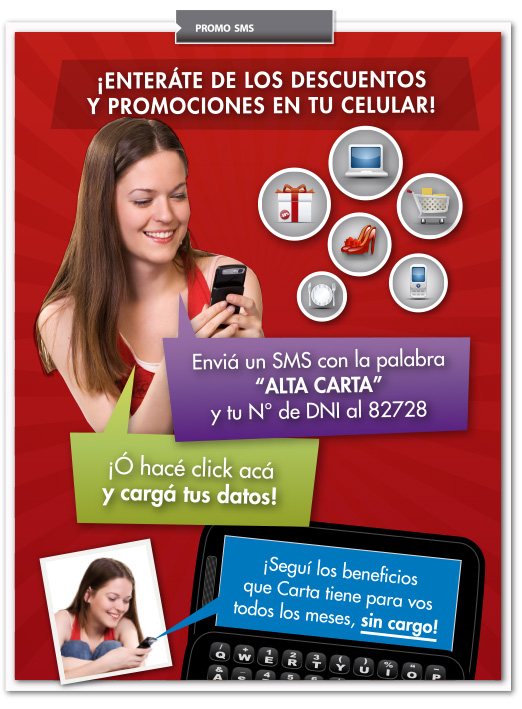 PROMO SMS
¡ENTERÁTE DE LOS DESCUENTOS
Y PROMOCIONES EN TU CELULAR!
Enviá un SMS con la palabra
“ALTA CARTA”
y tu N° de DNI al 82728
¡Ó hacé click acá
y cargá tus datos!
¡Seguí los beneficios
que Carta tiene para vos
todos los meses, sin cargo!
Q W E R T Y U I O P
A S